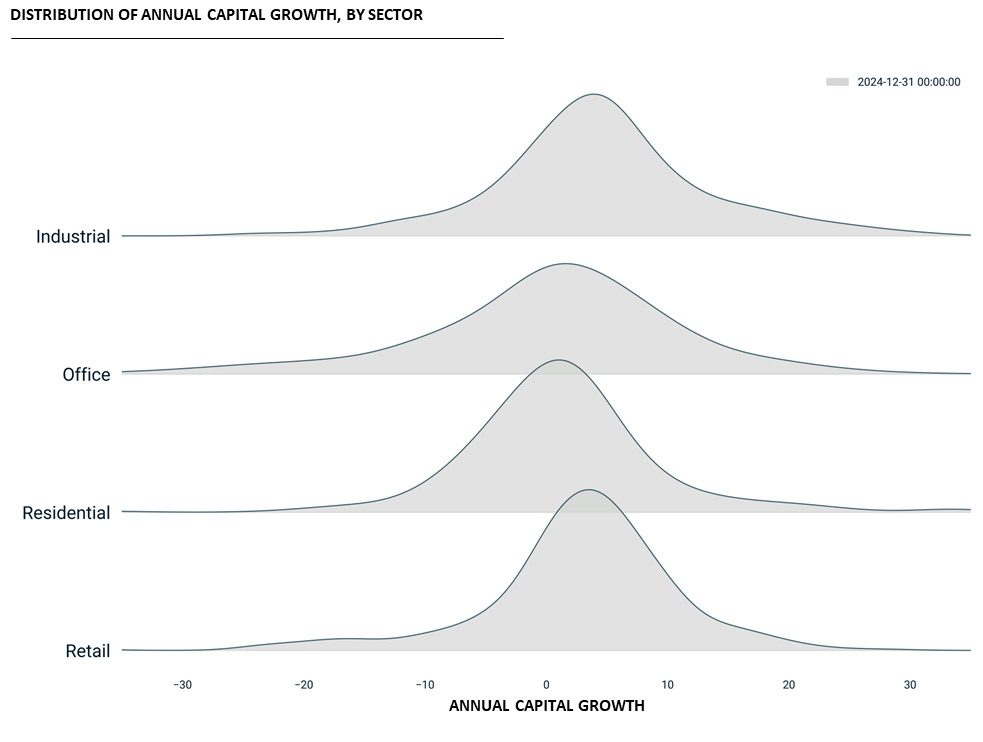 DISTRIBUTION OF ANNUAL CAPITAL GROWTH, BY SECTOR
2024-12-31 00:00:00
Industrial
Office
Residential
Retail
−30 −20 −10 0 10 20 30
ANNUAL CAPITAL GROWTH